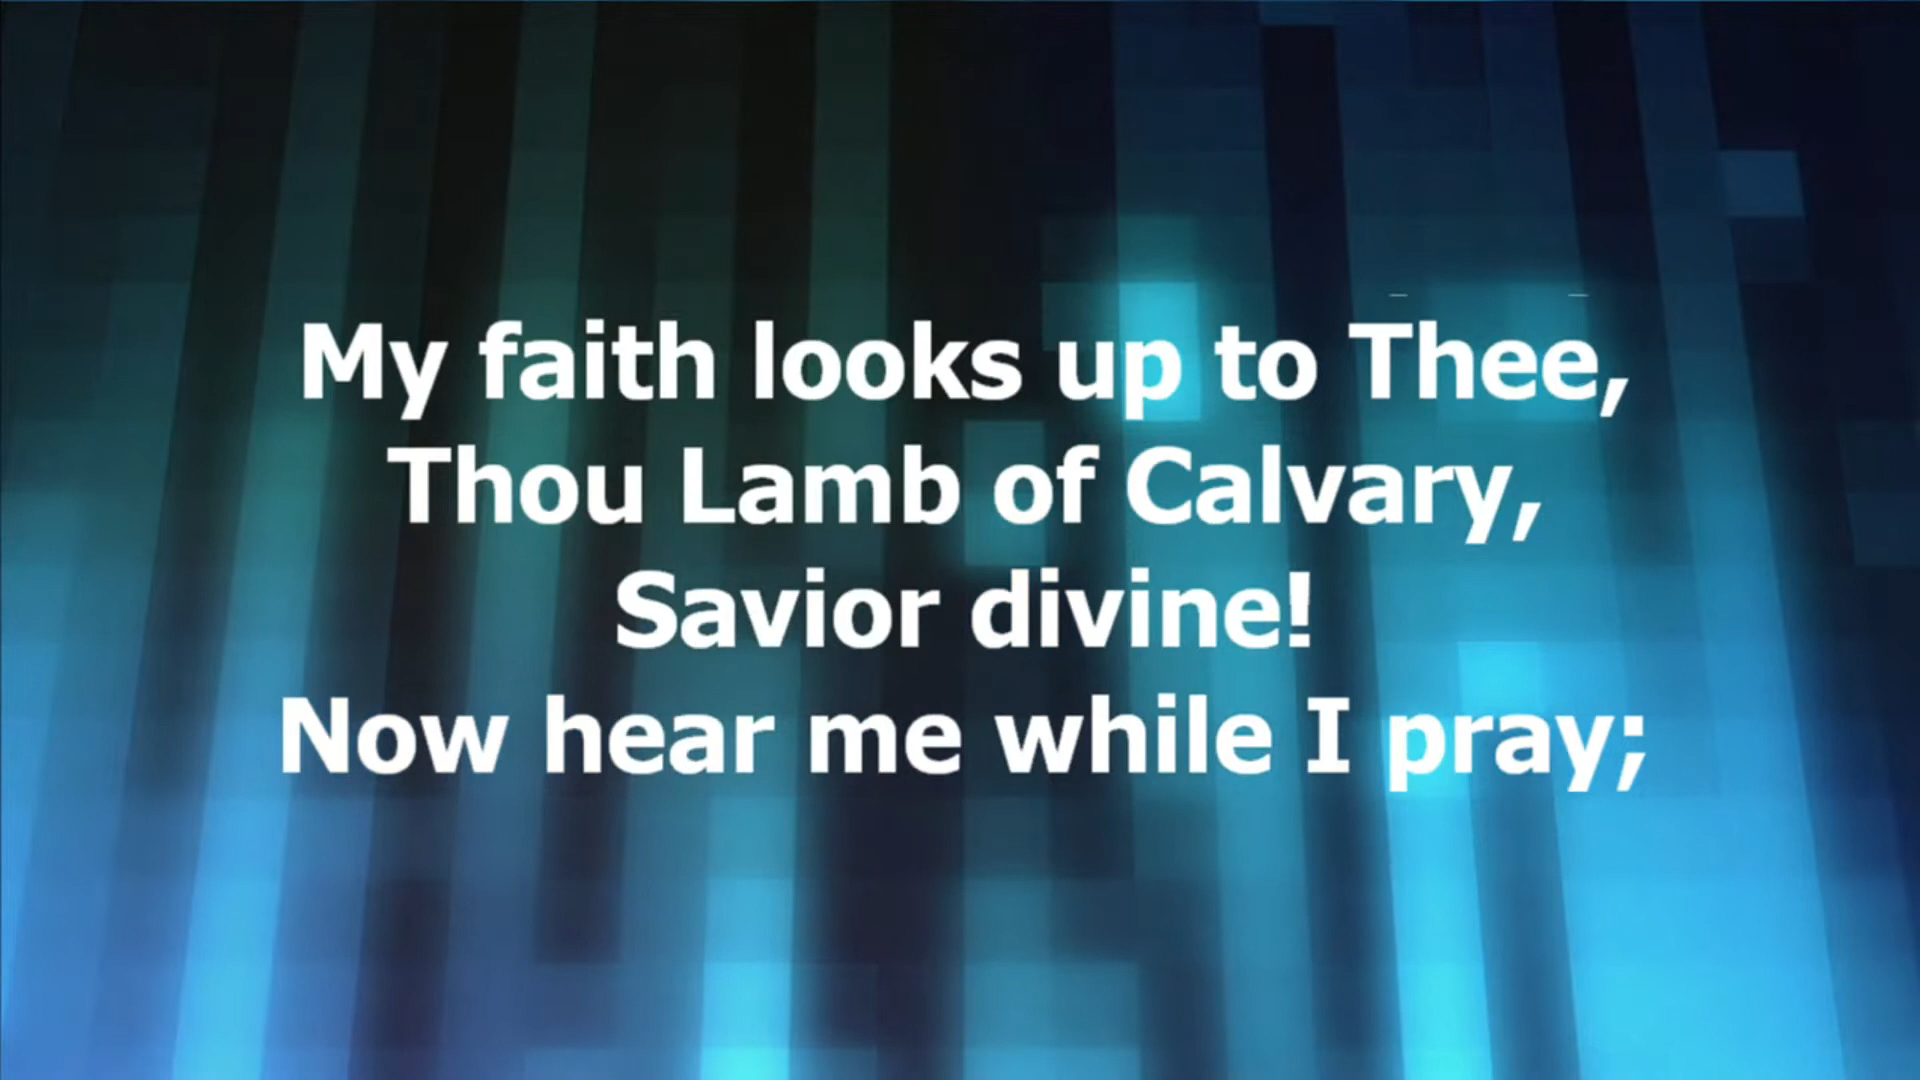 My faith looks up to Thee,
Thou Lamb of Calvary,
Savior divine!
Now hear me while I pray;